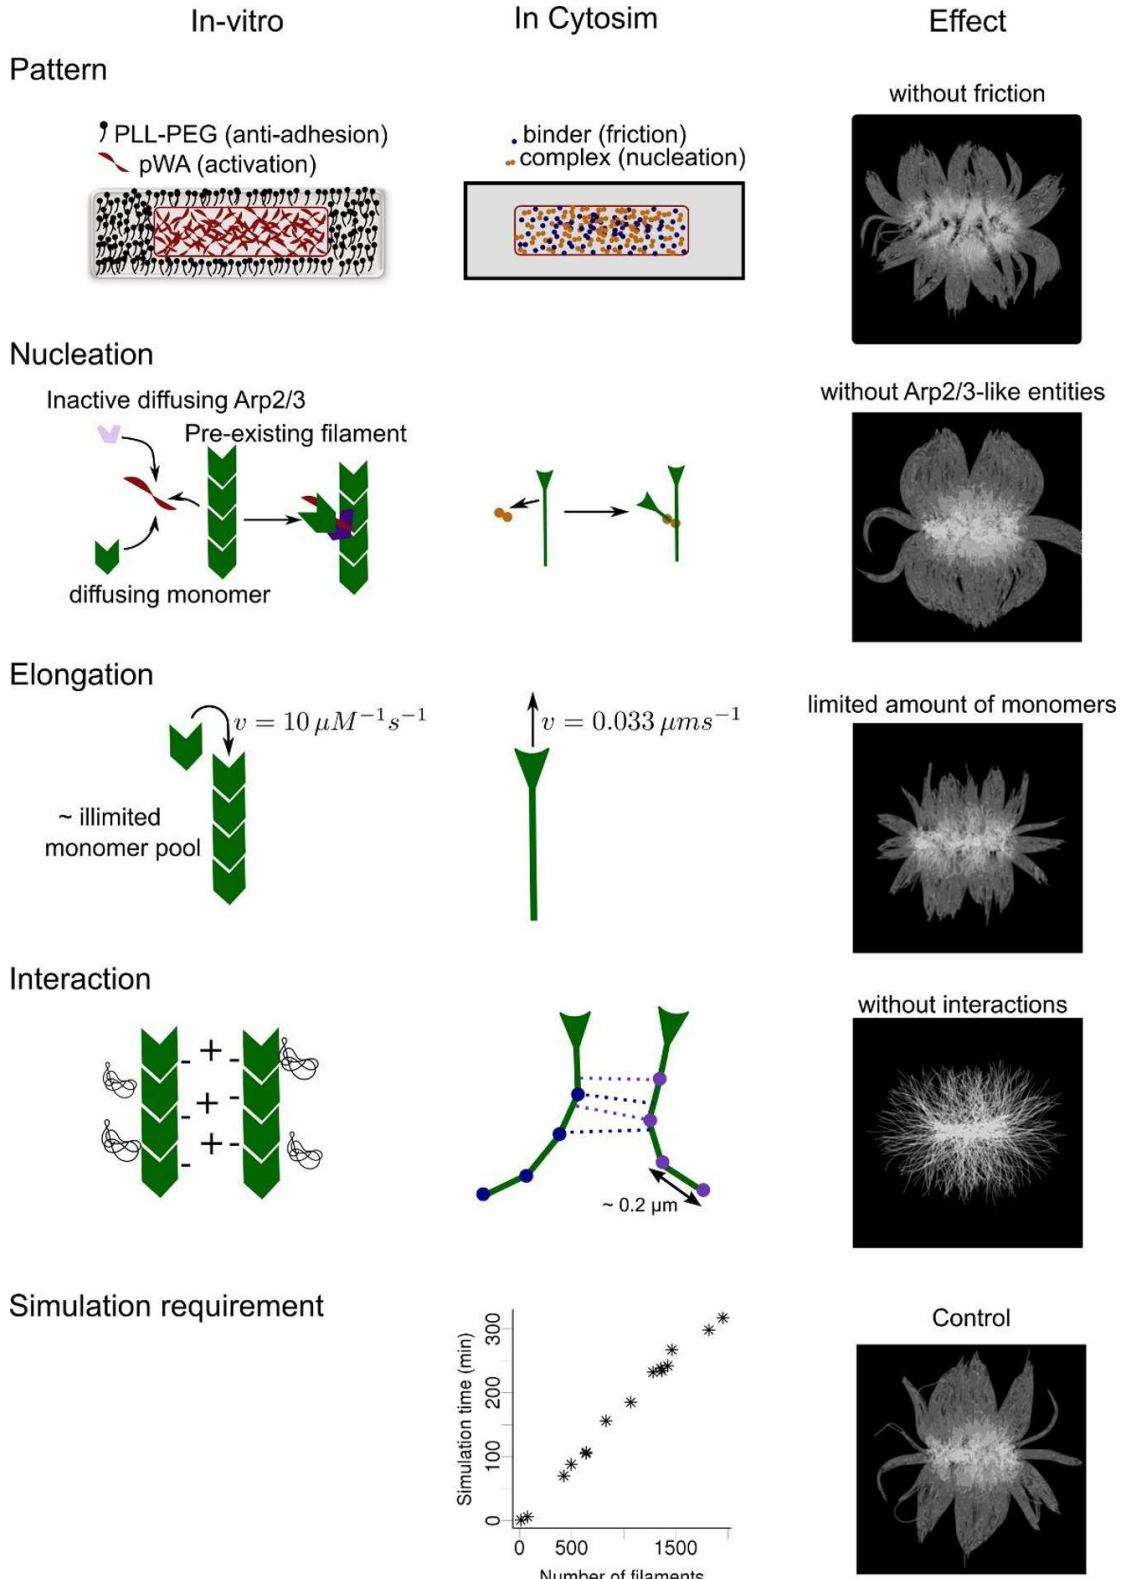 In-vitro
In Cytosim
Effect
Pattern
without friction
PLL-PEG (anti-adhesion)
pWA (activation)
binder (friction)
complex (nucleation)
Nucleation
without Arp2/3-like entities
Inactive diffusing Arp2/3
Pre-existing filament
diffusing monomer
Elongation
limited amount of monomers
v = 10 μM⁻¹s⁻¹
v = 0.033 μms⁻¹
~ illimited
monomer pool
Interaction
without interactions
- + -
- + -
- + -
-
~ 0.2 μm
Simulation requirement
Control
Simulation time (min)
300
200
100
0
0 500 1500
Number of filaments